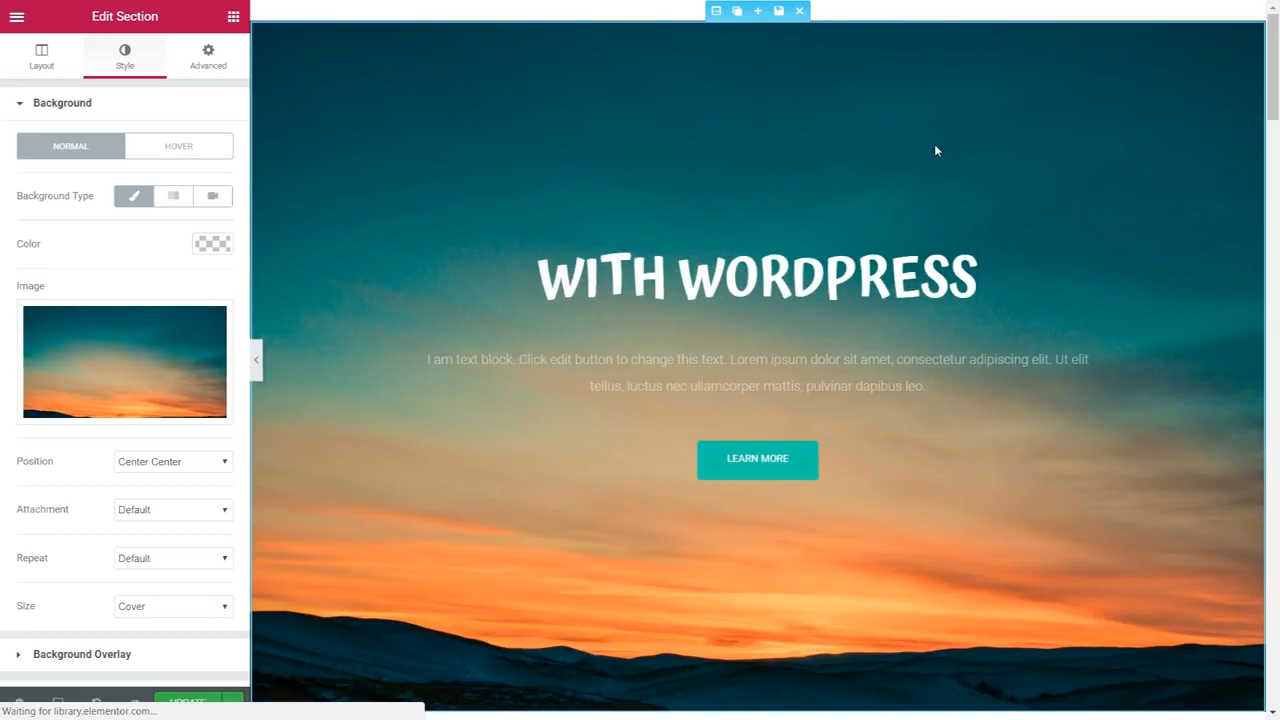 Edit Section
Layout
Style
Advanced
Background
NORMAL
HOVER
Background Type
Color
Image
Position
Center Center
Attachment
Default
Repeat
Default
Size
Cover
Background Overlay
UPDATE
Waiting for library.elementor.com...
WITH WORDPRESS
I am text block. Click edit button to change this text. Lorem ipsum dolor sit amet, consectetur adipiscing elit. Ut elit
tellus, luctus nec ullamcorper mattis, pulvinar dapibus leo.
LEARN MORE